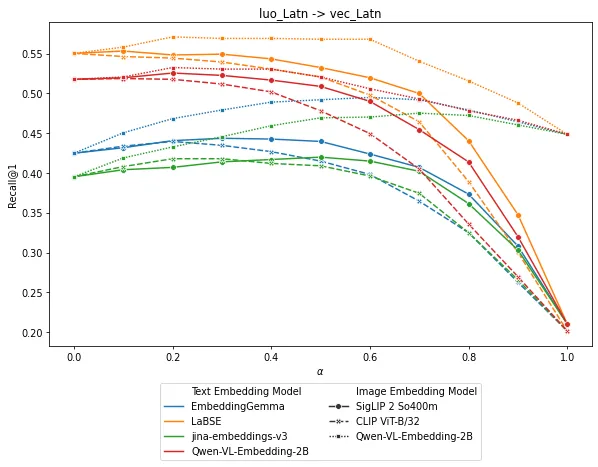 luo_Latn -> vec_Latn
Recall@1
0.55
0.50
0.45
0.40
0.35
0.30
0.25
0.20
0.0 0.2 0.4 0.6 0.8 1.0
α
Text Embedding Model Image Embedding Model
EmbeddingGemma SigLIP 2 So400m
LaBSE CLIP ViT-B/32
jina-embeddings-v3 Qwen-VL-Embedding-2B
Qwen-VL-Embedding-2B